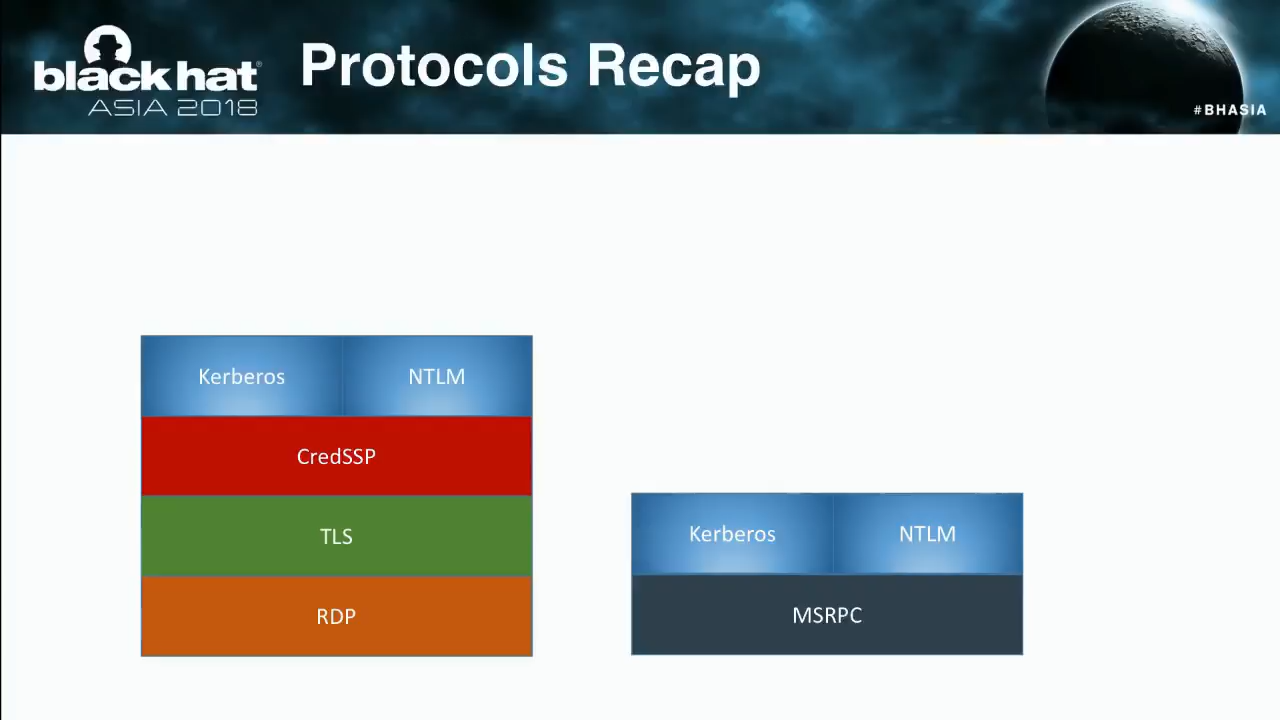 black hat®
ASIA 2018
Protocols Recap
#BHASIA
Kerberos NTLM
CredSSP
TLS
RDP
Kerberos NTLM
MSRPC